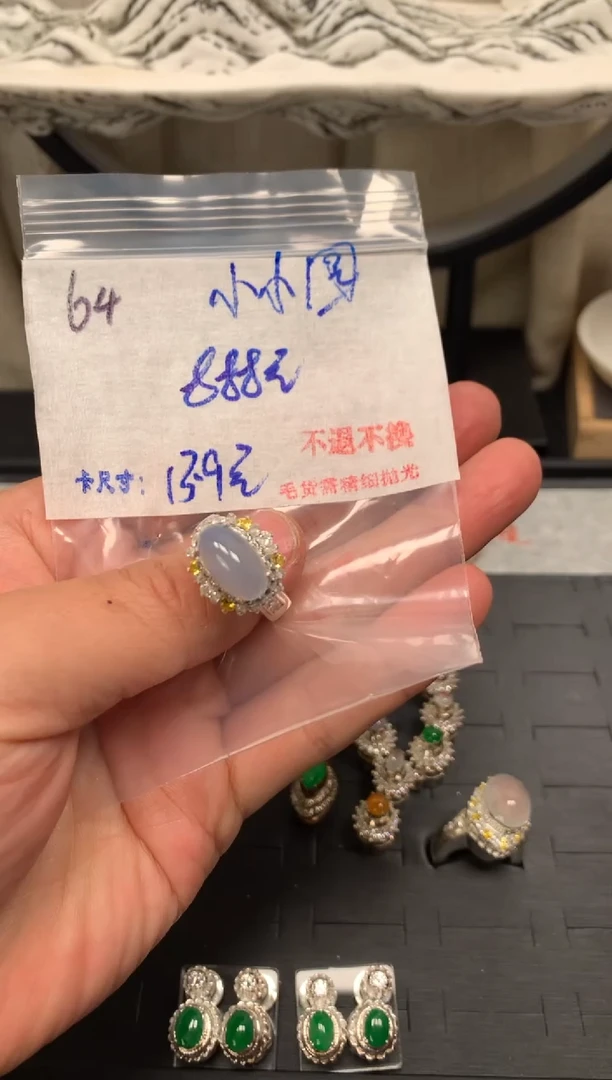 64 小小圆
888元
不退不换
卡尺寸: 139元
毛货需精细抛光